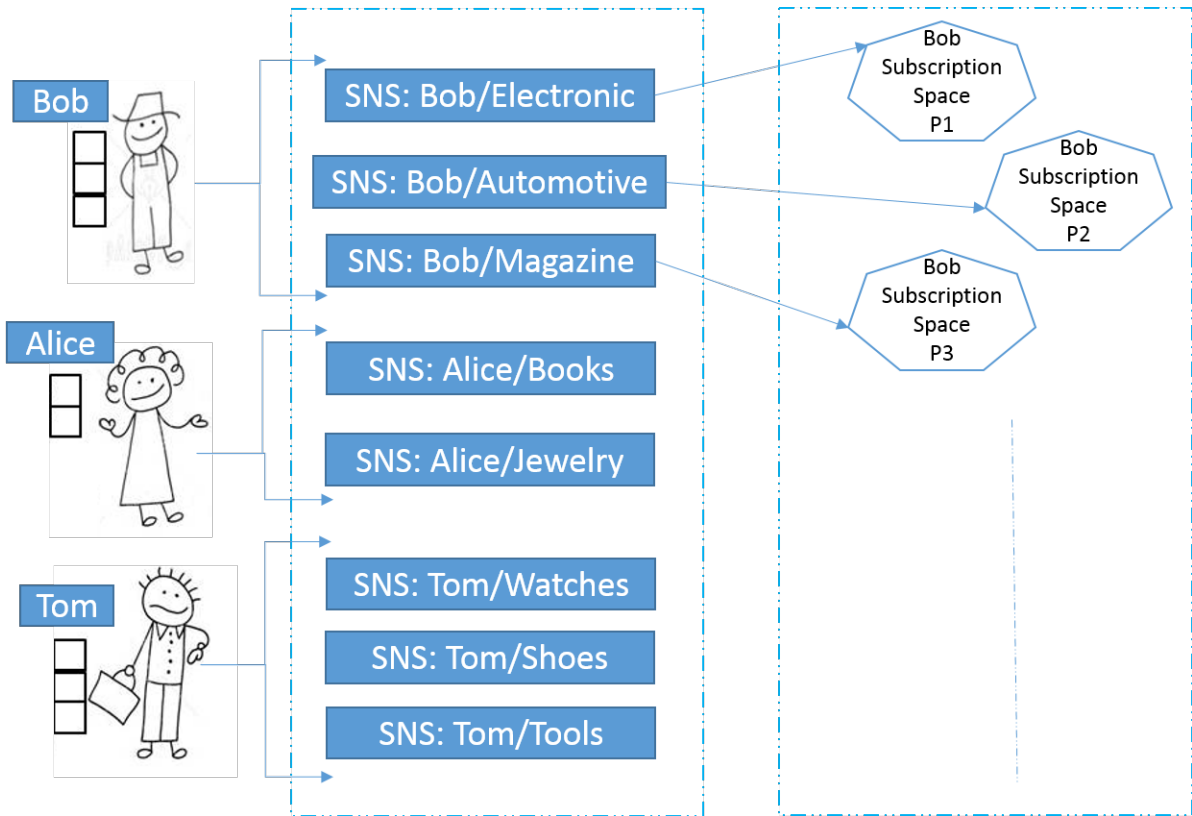 Bob
SNS: Bob/Electronic
SNS: Bob/Automotive
SNS: Bob/Magazine
Alice
SNS: Alice/Books
SNS: Alice/Jewelry
Tom
SNS: Tom/Watches
SNS: Tom/Shoes
SNS: Tom/Tools
Bob
Subscription
Space
P1
Bob
Subscription
Space
P2
Bob
Subscription
Space
P3